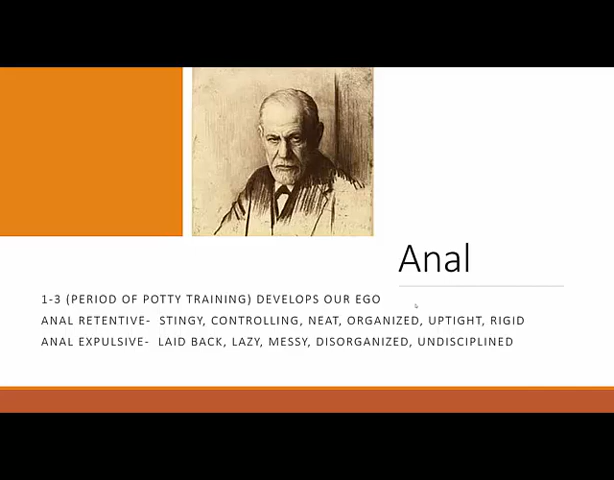 Anal
1-3 (PERIOD OF POTTY TRAINING) DEVELOPS OUR EGO
ANAL RETENTIVE- STINGY, CONTROLLING, NEAT, ORGANIZED, UPTIGHT, RIGID
ANAL EXPULSIVE- LAID BACK, LAZY, MESSY, DISORGANIZED, UNDISCIPLINED